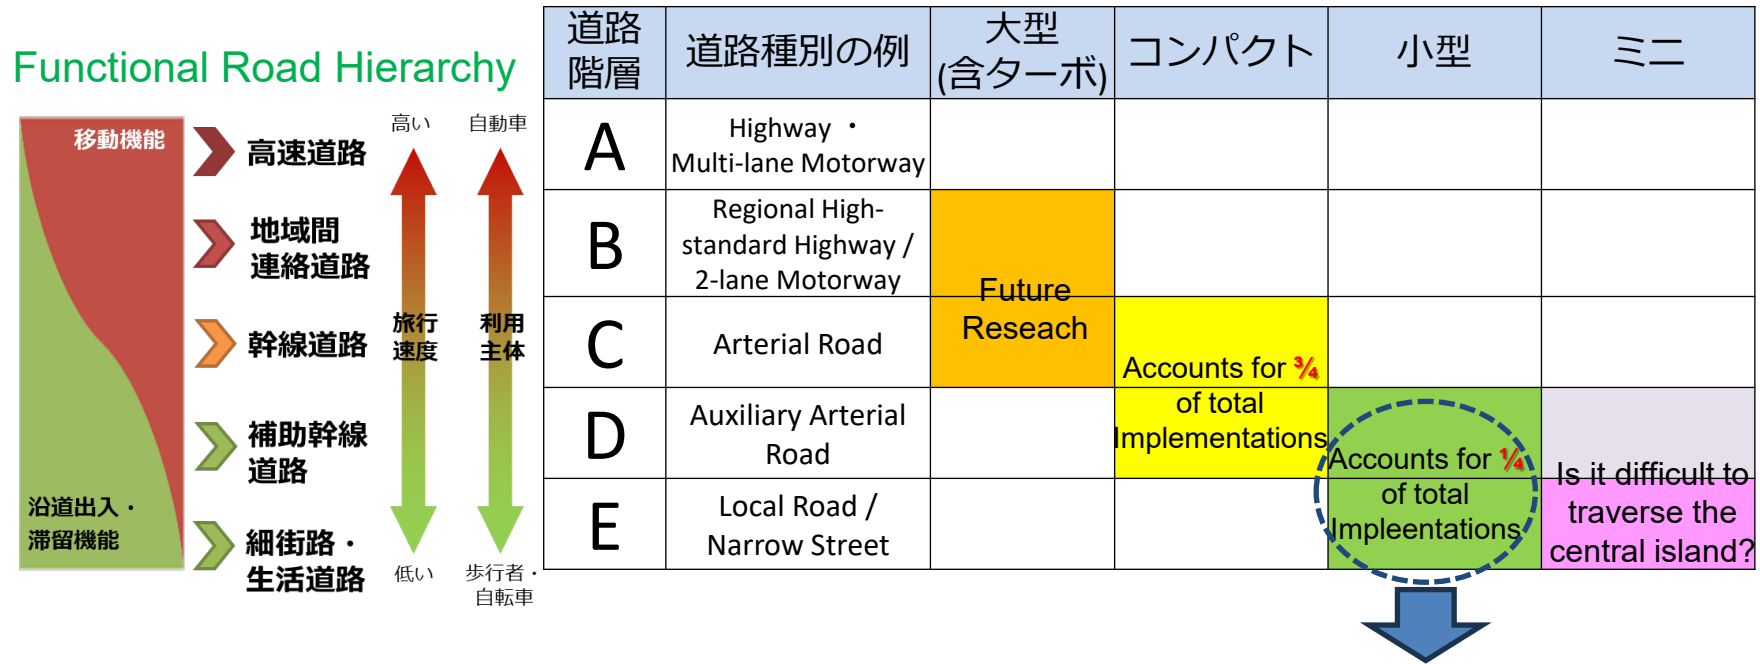 Functional Road Hierarchy
移動機能
沿道出入・
滞留機能
高速道路
地域間
連絡道路
幹線道路
補助幹線
道路
細街路・
生活道路
高い
旅行
速度
低い
自動車
利用
主体
歩行者・
自転車
道路
階層
道路種別の例
大型
(含ターボ)
コンパクト
小型
ミニ
A
Highway ・
Multi-lane Motorway
B
Regional High-
standard Highway /
2-lane Motorway
C
Arterial Road
D
Auxiliary Arterial
Road
E
Local Road /
Narrow Street
Future
Reseach
Accounts for ¾
of total
Implementations
Accounts for ¼
of total
Impleentations
Is it difficult to
traverse the
central island?